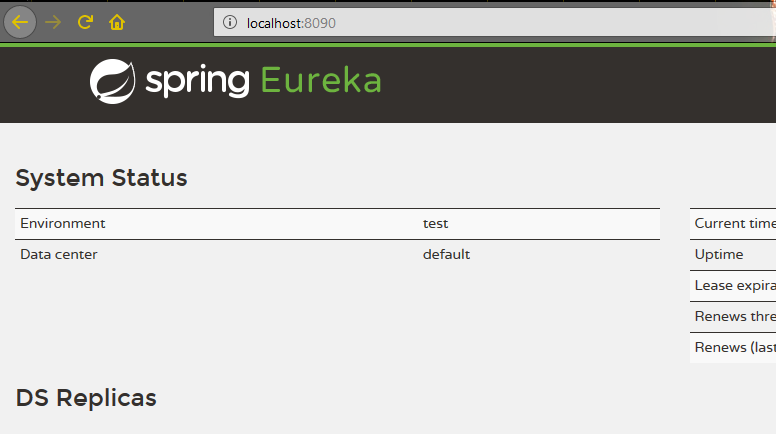 localhost:8090
spring Eureka
System Status
Environment test
Data center default
Current time
Uptime
Lease expira
Renews thre
Renews (last
DS Replicas